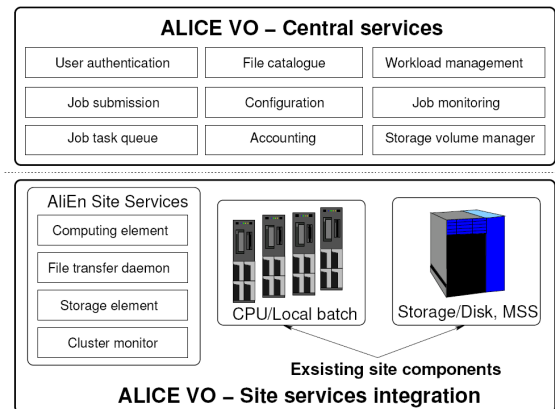 ALICE VO – Central services
User authentication
File catalogue
Workload management
Job submission
Configuration
Job monitoring
Job task queue
Accounting
Storage volume manager
AliEn Site Services
Computing element
File transfer daemon
Storage element
Cluster monitor
CPU/Local batch
Storage/Disk, MSS
Exsisting site components
ALICE VO – Site services integration